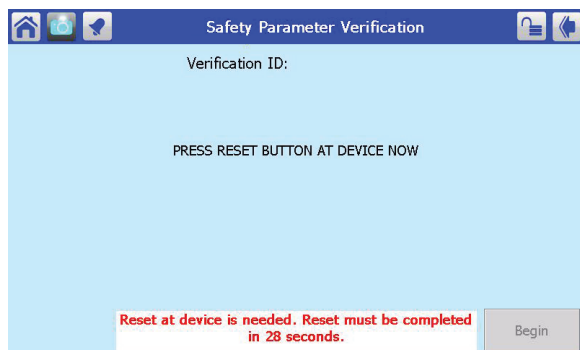 Safety Parameter Verification
Verification ID:
PRESS RESET BUTTON AT DEVICE NOW
Reset at device is needed. Reset must be completed
in 28 seconds.
Begin